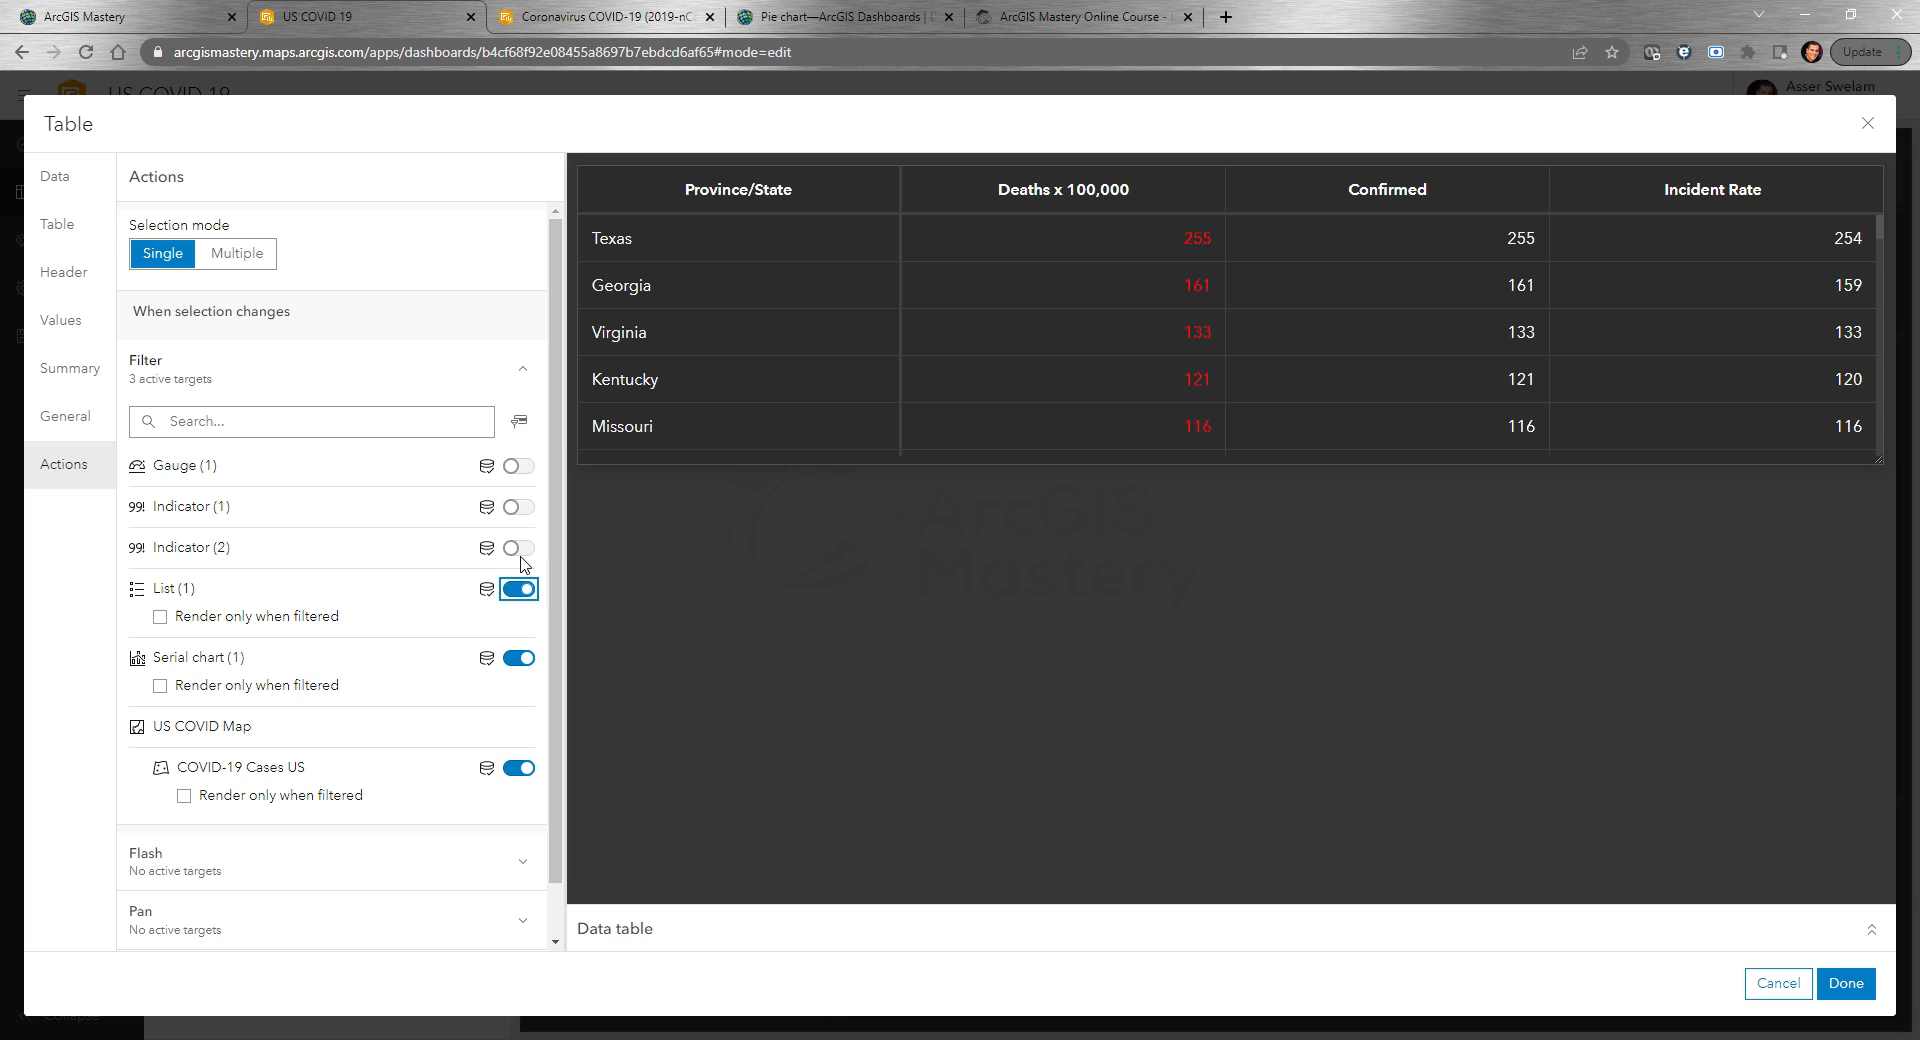 ArcGIS Mastery
US COVID 19
Coronavirus COVID-19 (2019-nC
Pie chart—ArcGIS Dashboards |
ArcGIS Mastery Online Course -
arcgismastery.maps.arcgis.com/apps/dashboards/b4cf68f92e08455a8697b7ebdcd6af65#mode=edit
Update
US COVID 19
Asser Swelam
Table
Data
Table
Header
Values
Summary
General
Actions
Actions
Selection mode
Single
Multiple
When selection changes
Filter
3 active targets
Search...
Gauge (1)
99! Indicator (1)
99! Indicator (2)
List (1)
Render only when filtered
Serial chart (1)
Render only when filtered
US COVID Map
COVID-19 Cases US
Render only when filtered
Flash
No active targets
Pan
No active targets
Province/State Deaths x 100,000 Confirmed Incident Rate
Texas 255 255 254
Georgia 161 161 159
Virginia 133 133 133
Kentucky 121 121 120
Missouri 116 116 116
ArcGIS
Mastery
Data table
Cancel
Done
Collapse